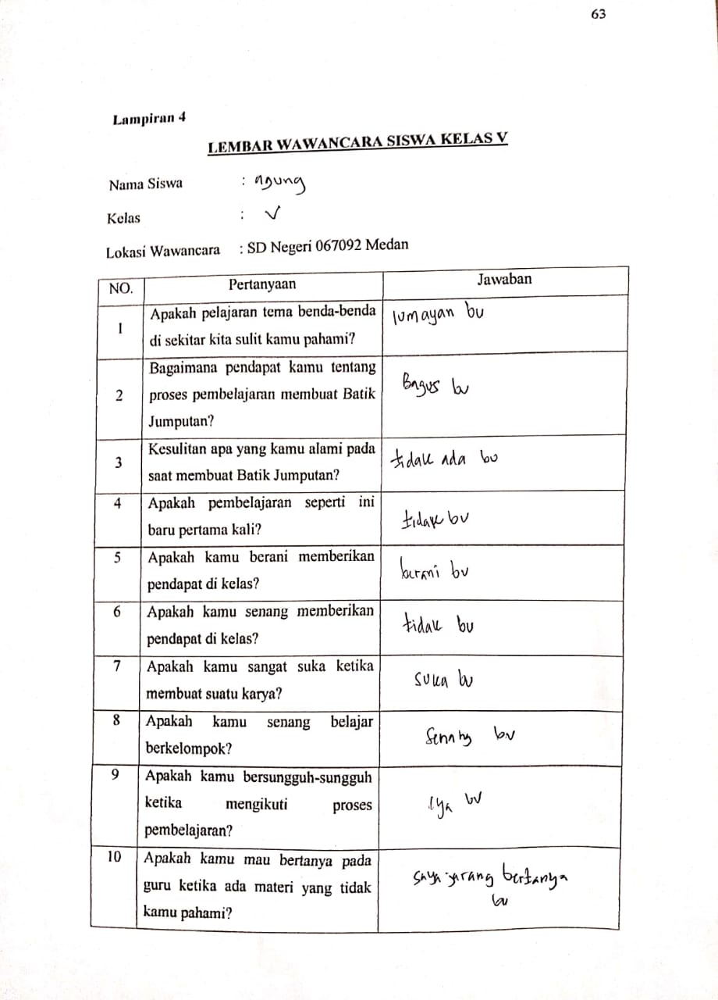 63
Lampiran 4
LEMBAR WAWANCARA SISWA KELAS V
Nama Siswa : Agung
Kelas : V
Lokasi Wawancara : SD Negeri 067092 Medan
NO. Pertanyaan Jawaban
1 Apakah pelajaran tema benda-benda
di sekitar kita sulit kamu pahami?
lumayan bu
2 Bagaimana pendapat kamu tentang
proses pembelajaran membuat Batik
Jumputan?
Bagus bu
3 Kesulitan apa yang kamu alami pada
saat membuat Batik Jumputan?
tidak ada bu
4 Apakah pembelajaran seperti ini
baru pertama kali?
tidak bu
5 Apakah kamu berani memberikan
pendapat di kelas?
berani bu
6 Apakah kamu senang memberikan
pendapat di kelas?
tidak bu
7 Apakah kamu sangat suka ketika
membuat suatu karya?
suka bu
8 Apakah kamu senang belajar
berkelompok?
Senang bu
9 Apakah kamu bersungguh-sungguh
ketika mengikuti proses
pembelajaran?
iya bu
10 Apakah kamu mau bertanya pada
guru ketika ada materi yang tidak
kamu pahami?
saya jarang bertanya
bu